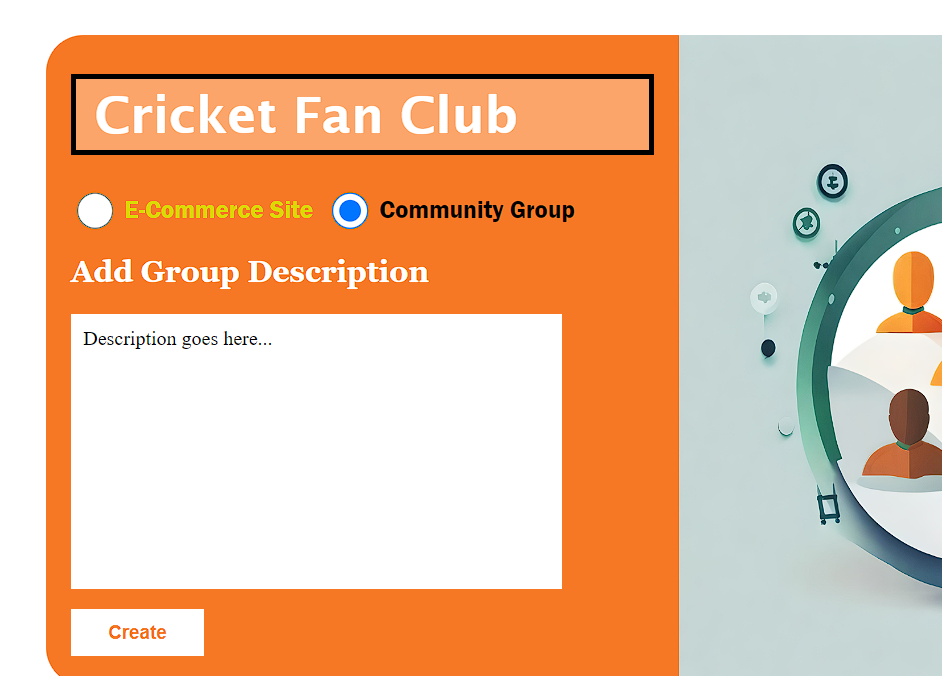 Cricket Fan Club
E-Commerce Site Community Group
Add Group Description
Description goes here...
Create